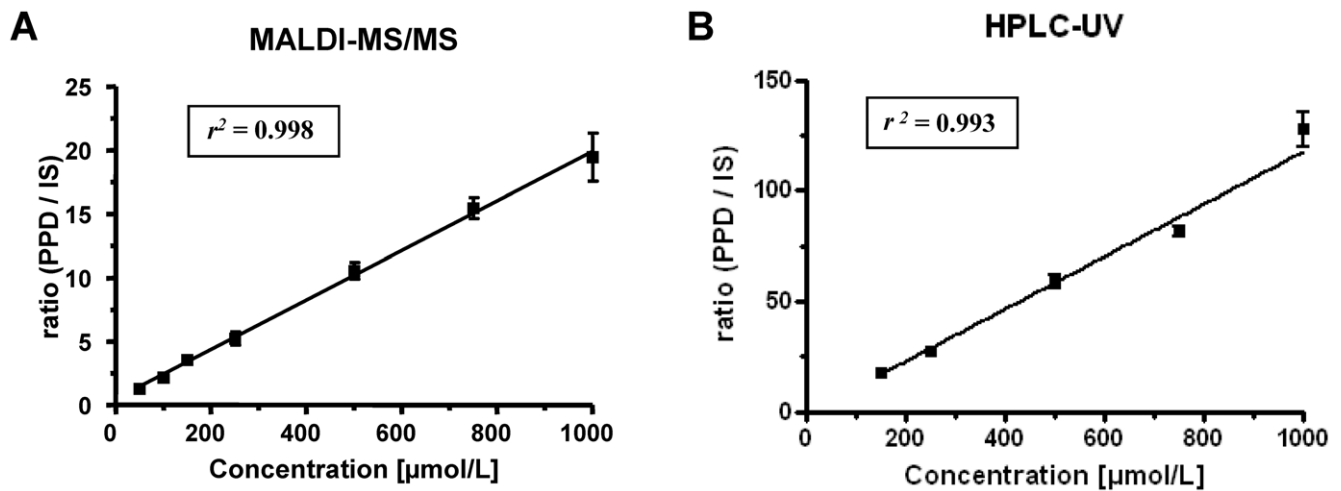 A
MALDI-MS/MS
r² = 0.998
ratio (PPD / IS)
25
20
15
10
5
0
0 200 400 600 800 1000
Concentration [µmol/L]
B
HPLC-UV
r ² = 0.993
ratio (PPD / IS)
150
100
50
0
0 200 400 600 800 1000
Concentration [µmol/L]